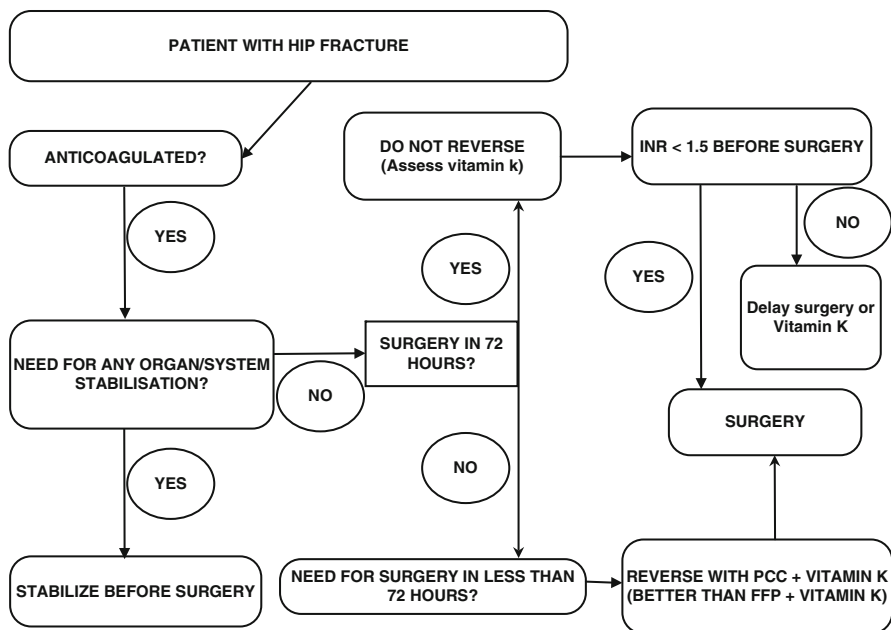 PATIENT WITH HIP FRACTURE
ANTICOAGULATED?
DO NOT REVERSE
(Assess vitamin k)
INR < 1.5 BEFORE SURGERY
YES
YES
YES
NO
Delay surgery or
Vitamin K
NEED FOR ANY ORGAN/SYSTEM
STABILISATION?
SURGERY IN 72
HOURS?
NO
SURGERY
YES
NO
STABILIZE BEFORE SURGERY
NEED FOR SURGERY IN LESS THAN
72 HOURS?
REVERSE WITH PCC + VITAMIN K
(BETTER THAN FFP + VITAMIN K)